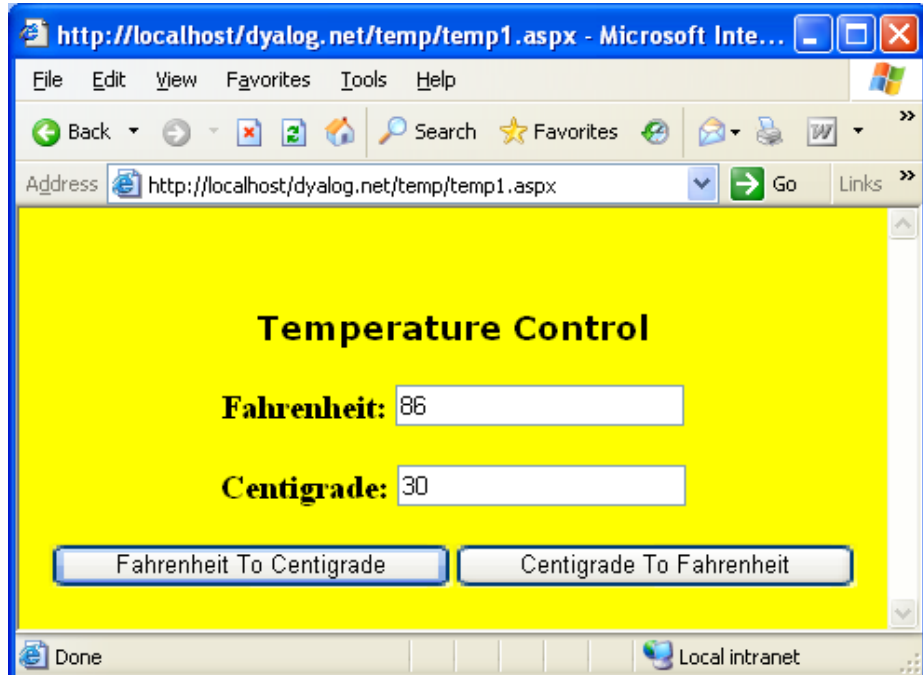 http://localhost/dyalog.net/temp/temp1.aspx - Microsoft Inte...
File Edit View Favorites Tools Help
Back Search Favorites W »
Address http://localhost/dyalog.net/temp/temp1.aspx Go Links »
Temperature Control
Fahrenheit: 86
Centigrade: 30
Fahrenheit To Centigrade Centigrade To Fahrenheit
Done Local intranet